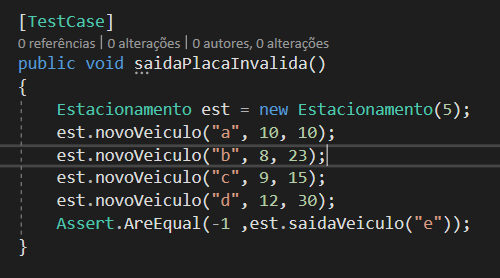 [TestCase]
0 referências | 0 alterações | 0 autores, 0 alterações
public void saidaPlacaInvalida()
{
Estacionamento est = new Estacionamento(5);
est.novoVeiculo("a", 10, 10);
est.novoVeiculo("b", 8, 23);
est.novoVeiculo("c", 9, 15);
est.novoVeiculo("d", 12, 30);
Assert.AreEqual(-1 ,est.saidaVeiculo("e"));
}